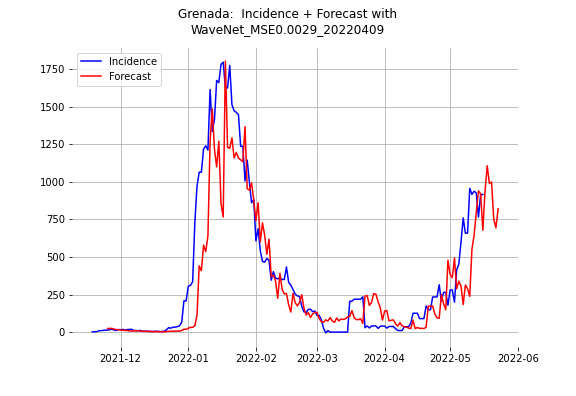 Grenada:  Incidence + Forecast with
WaveNet_MSE0.0029_20220409
Incidence
Forecast
1750
1500
1250
1000
750
500
250
0
2021-12 2022-01 2022-02 2022-03 2022-04 2022-05 2022-06